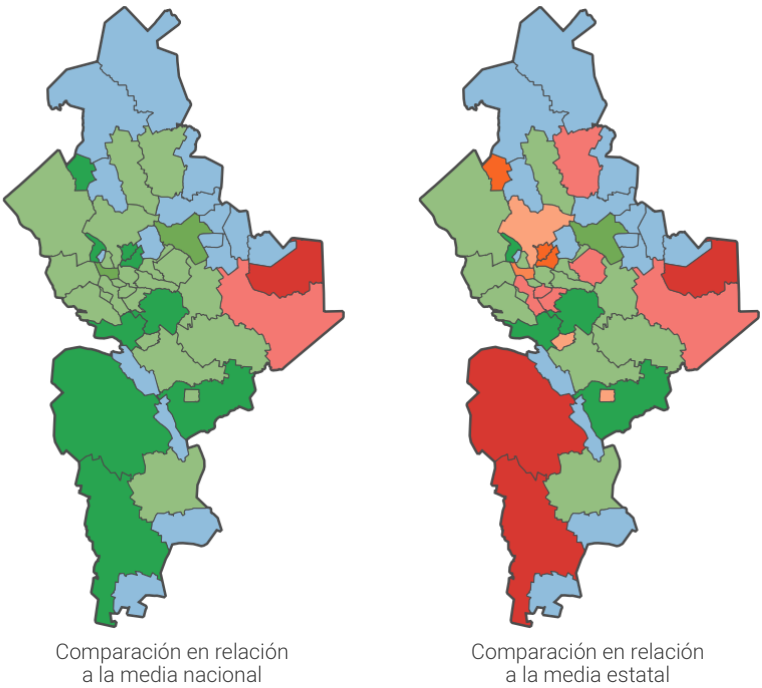 Comparación en relación
a la media nacional
Comparación en relación
a la media estatal